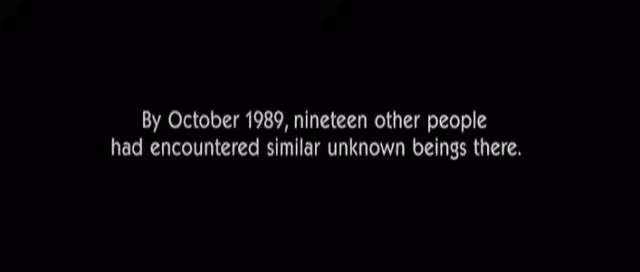 By October 1989, nineteen other people
had encountered similar unknown beings there.